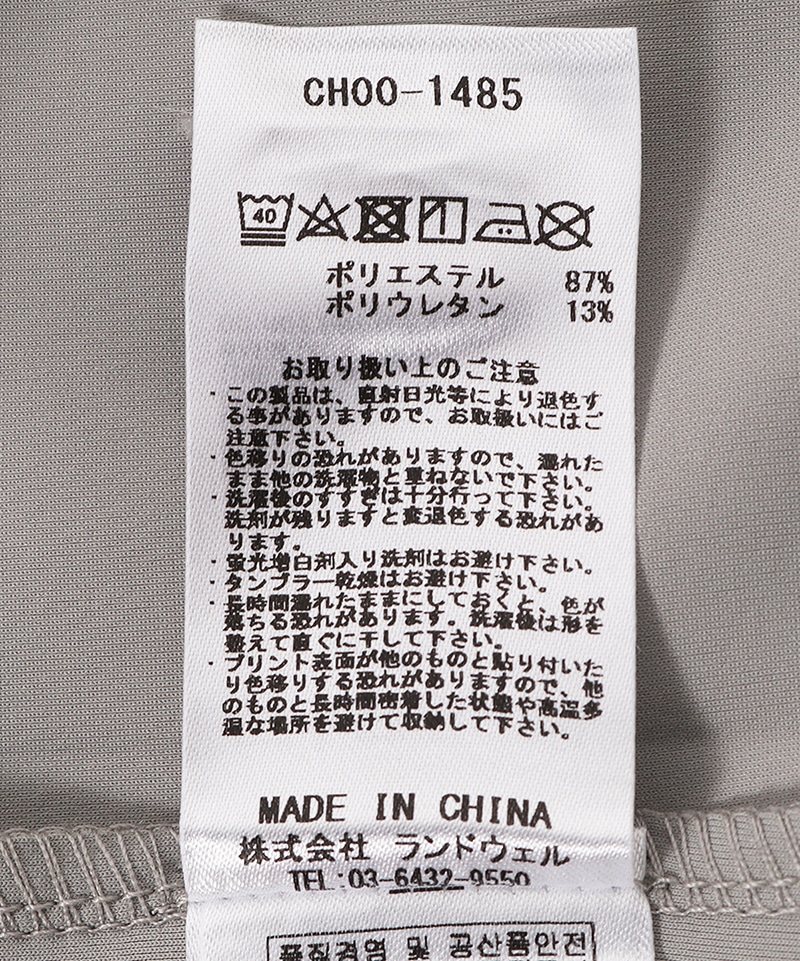 CHOO-1485
40
ポリエステル 87%
ポリウレタン 13%
お取り扱い上のご注意
・この製品は、直射日光等により退色す
る事がありますので、お取扱いにはご
注意下さい。
・色移りの恐れがありますので、濡れた
まま他の洗濯物と重ねないで下さい。
・洗濯後のすすぎは十分行って下さい。
洗剤が残りますと変退色する恐れがあ
ります。
・蛍光増白剤入り洗剤はお避け下さい。
・タンブラー乾燥はお避け下さい。
・長時間濡れたままにしておくと、色が
落ちる恐れがあります。洗濯後は形を
整えて直ぐに干して下さい。
・プリント表面が他のものと貼り付いた
り色移りする恐れがありますので、他
のものと長時間密着した状態や高温多
湿な場所を避けて収納して下さい。
MADE IN CHINA
株式会社 ランドウェル
TEL:03-6432-9550
품질경영 및 공산품안전